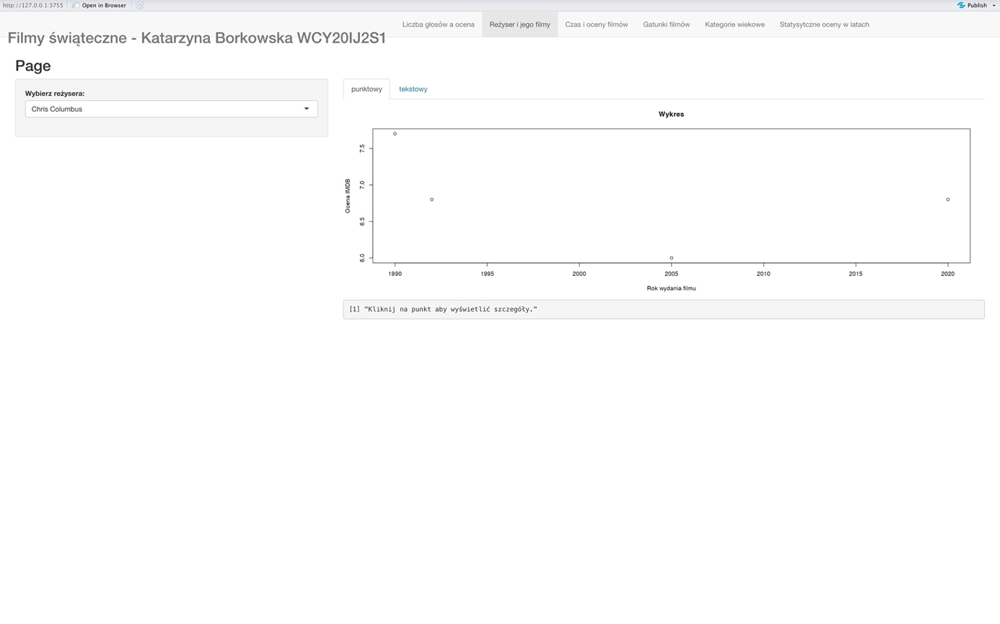 http://127.0.0.1:3755 Open in Browser Publish
Liczba głosów a ocena Reżyser i jego filmy Czas i oceny filmów Gatunki filmów Kategorie wiekowe Statysytczne oceny w latach
Filmy świąteczne - Katarzyna Borkowska WCY20IJ2S1
Page
Wybierz reżysera:
Chris Columbus
punktowy tekstowy
Wykres
7.5
7.0
6.5
6.0
Ocena IMDB
1990 1995 2000 2005 2010 2015 2020
Rok wydania filmu
[1] "Kliknij na punkt aby wyświetlić szczegóły."